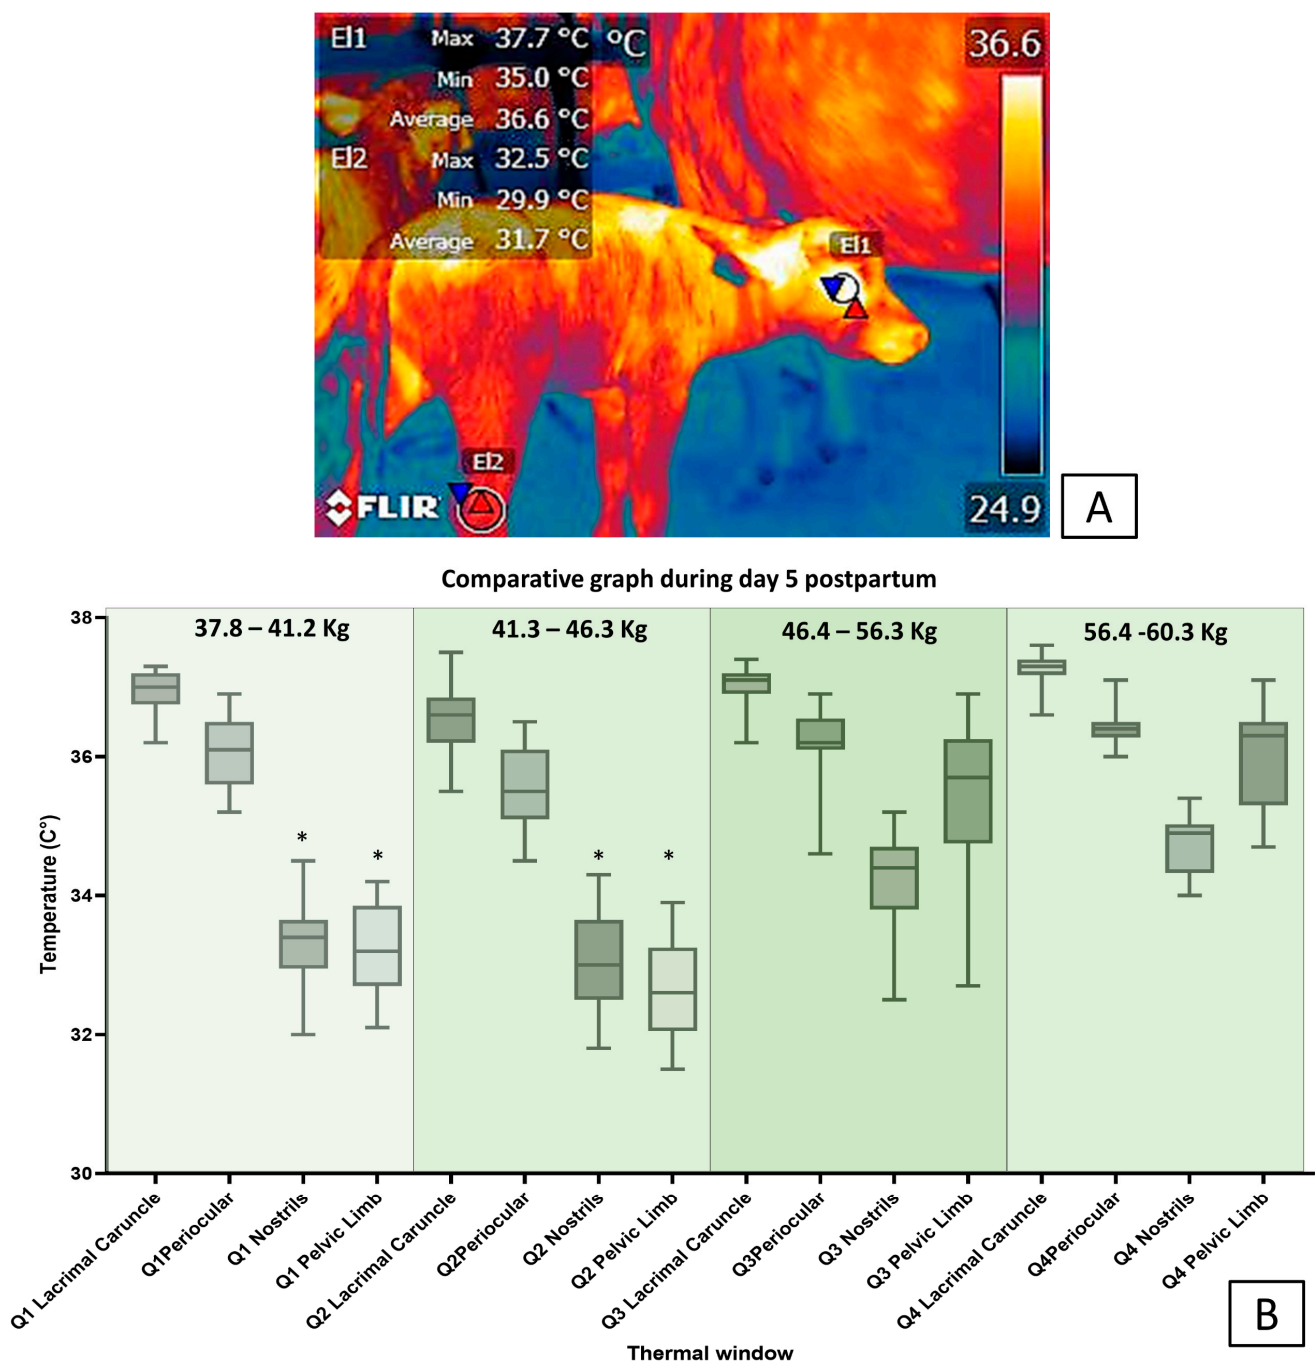 El1 Max 37.7 °C °C
Min 35.0 °C
Average 36.6 °C
El2 Max 32.5 °C
Min 29.9 °C
Average 31.7 °C
36.6
El1
El2
FLIR
24.9
A
Comparative graph during day 5 postpartum
37.8 – 41.2 Kg
41.3 – 46.3 Kg
46.4 – 56.3 Kg
56.4 -60.3 Kg
38
36
34
32
30
Temperature (C°)
*
*
*
*
Q1 Lacrimal Caruncle
Q1Periocular
Q1 Nostrils
Q1 Pelvic Limb
Q2 Lacrimal Caruncle
Q2Periocular
Q2 Nostrils
Q2 Pelvic Limb
Q3 Lacrimal Caruncle
Q3Periocular
Q3 Nostrils
Q3 Pelvic Limb
Q4 Lacrimal Caruncle
Q4Periocular
Q4 Nostrils
Q4 Pelvic Limb
Thermal window
B